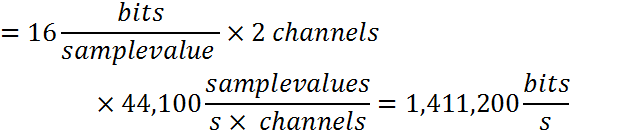 = 16 bits/samplevalue × 2 channels
× 44,100 samplevalues/(s × channels) = 1,411,200 bits/s